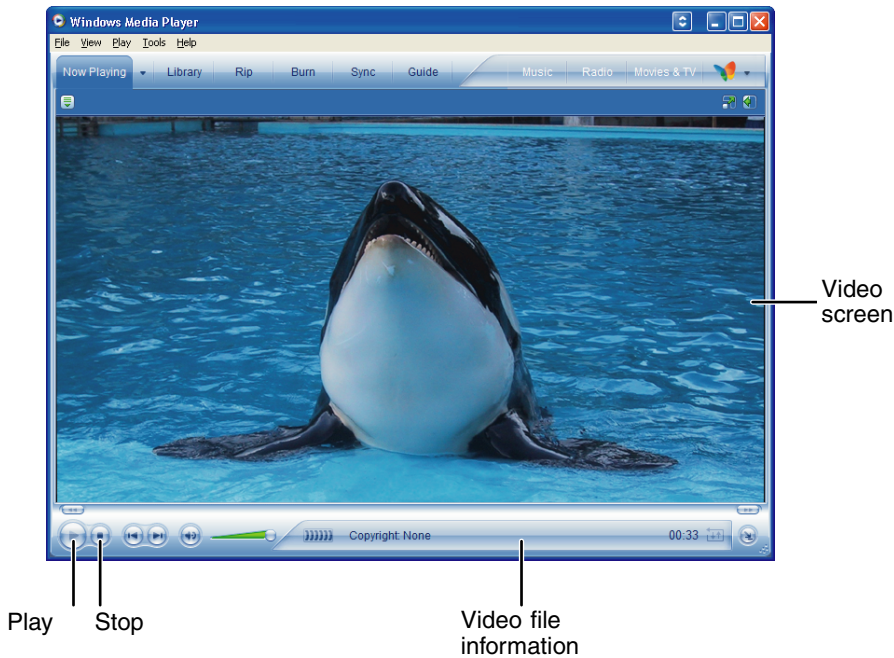 Windows Media Player
File View Play Tools Help
Now Playing Library Rip Burn Sync Guide Music Radio Movies & TV
Video
screen
Copyright: None 00:33
Play Stop
Video file
information